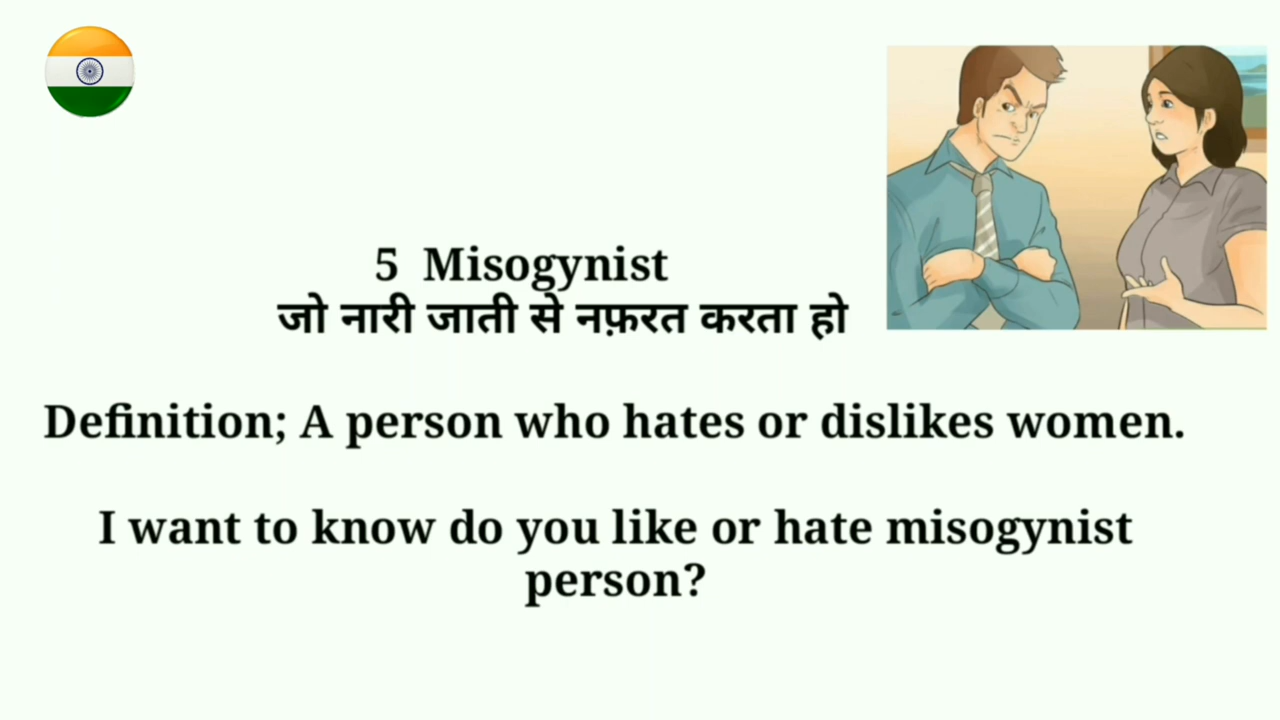 5 Misogynist
जो नारी जाती से नफ़रत करता हो
Definition; A person who hates or dislikes women.
I want to know do you like or hate misogynist
person?